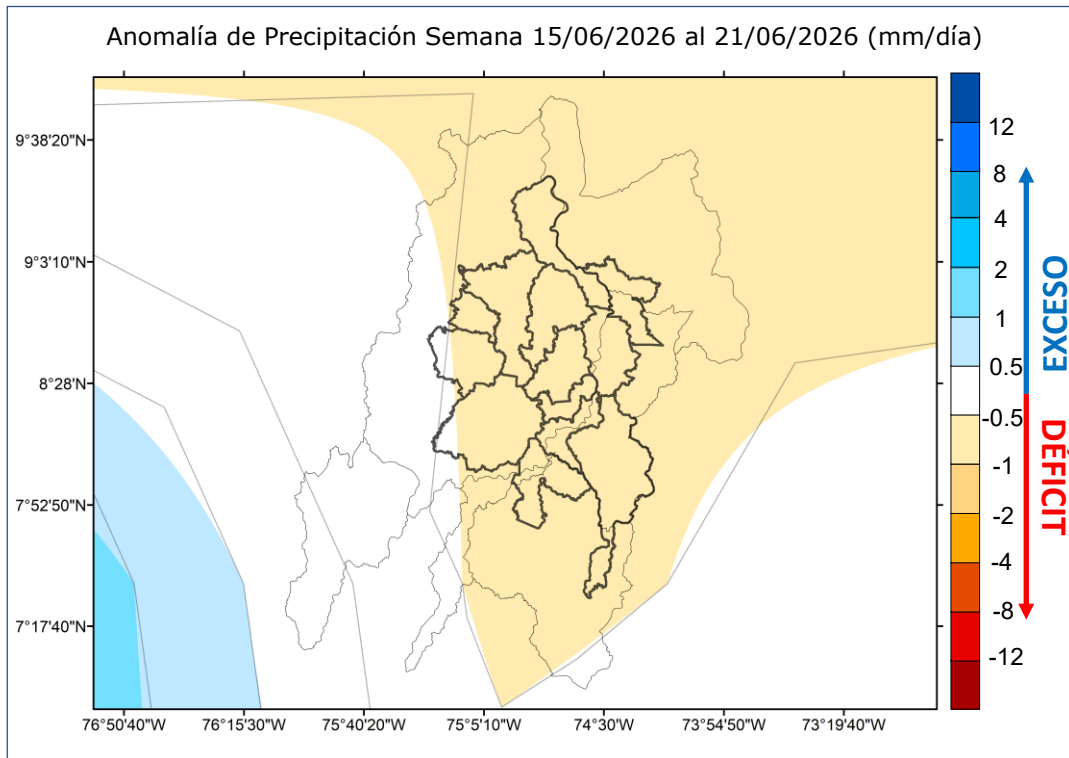 Anomalía de Precipitación Semana 15/06/2026 al 21/06/2026 (mm/día)
9°38'20"N
9°3'10"N
8°28'N
7°52'50"N
7°17'40"N
76°50'40"W
76°15'30"W
75°40'20"W
75°5'10"W
74°30'W
73°54'50"W
73°19'40"W
12
8
4
2
1
0.5
-0.5
-1
-2
-4
-8
-12
EXCESO
DÉFICIT